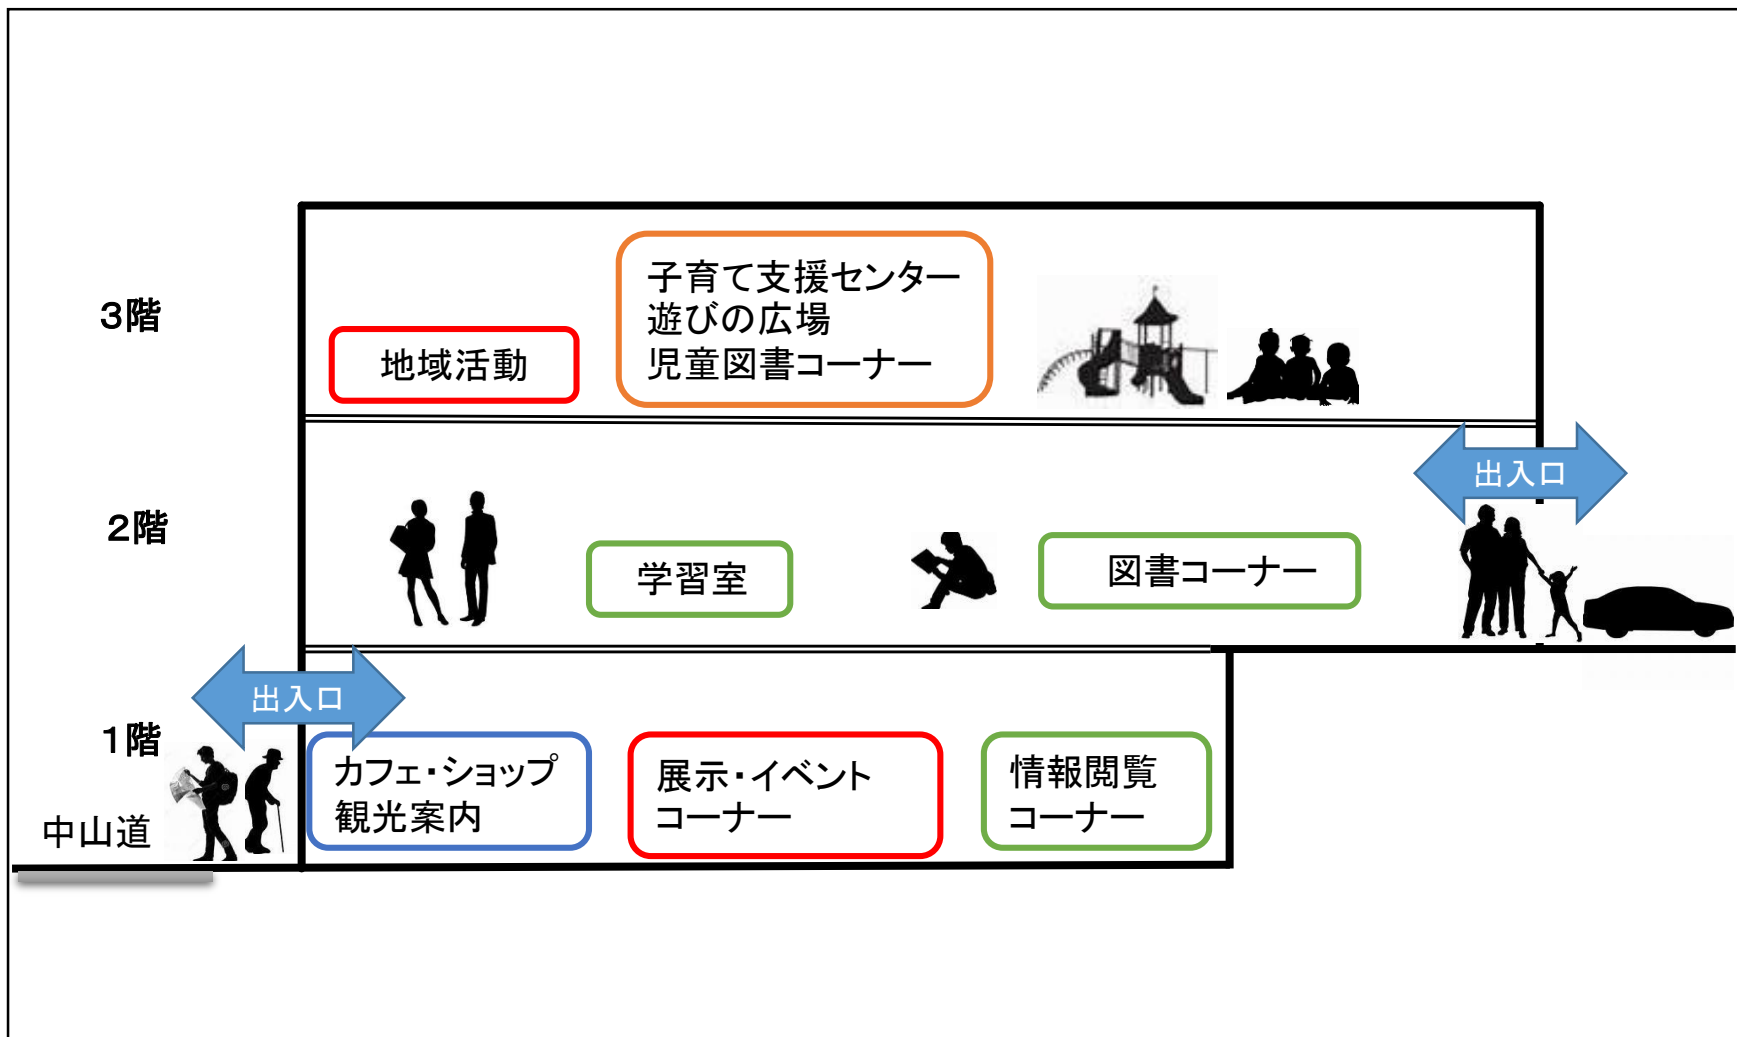 3階
地域活動
子育て支援センター
遊びの広場
児童図書コーナー
出入口
2階
学習室
図書コーナー
出入口
1階
カフェ・ショップ
観光案内
展示・イベント
コーナー
情報閲覧
コーナー
中山道